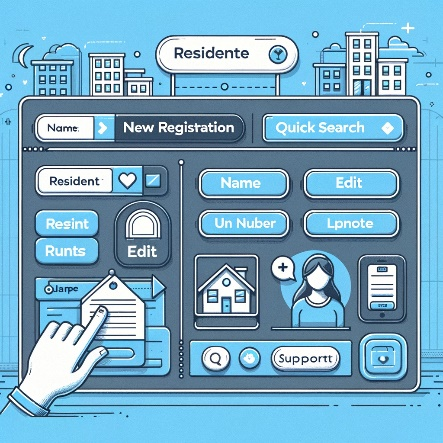 Residente
Name:
New Registration
Quick Search
Resident
Name
Edit
Resint
Runts
Edit
Un Nuber
Lpnote
Jarpe
Supportt